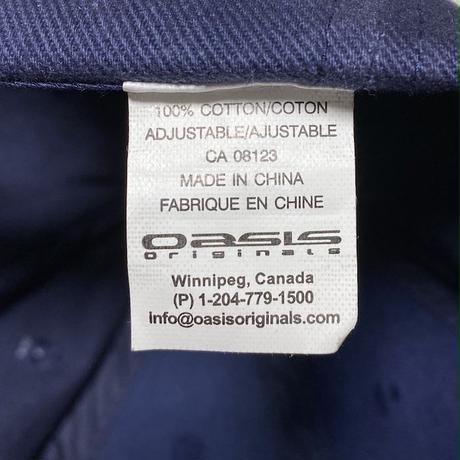 100% COTTON/COTON
ADJUSTABLE/AJUSTABLE
CA 08123
MADE IN CHINA
FABRIQUE EN CHINE
OASIS
originals
Winnipeg, Canada
(P) 1-204-779-1500
info@oasisoriginals.com